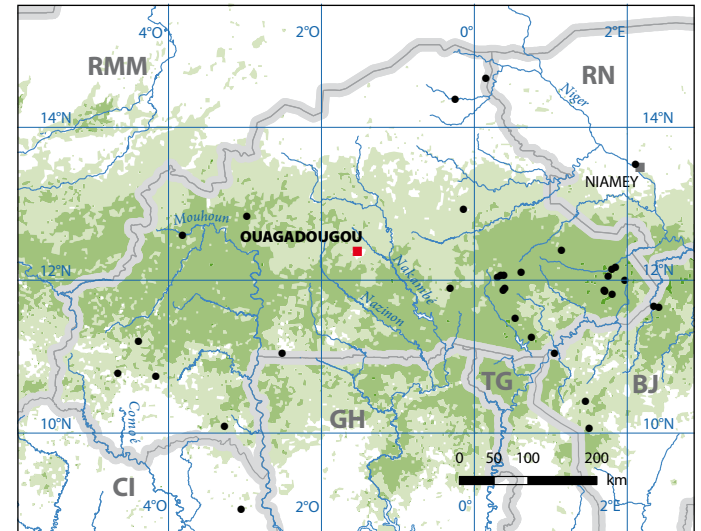 4°O
2°O
0°
2°E
RMM
RN
Niger
14°N
14°N
NIAMEY
Mouhoun
OUAGADOUGOU
Nakambé
12°N
12°N
Nazinon
TG
BJ
GH
Comoé
10°N
10°N
CI
0 50 100 200
km
4°O
2°O
0°
2°E